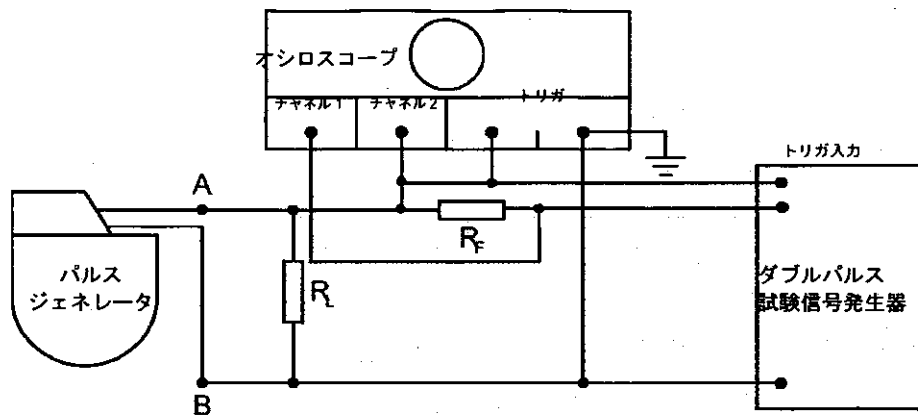 オシロスコープ
チャネル1
チャネル2
トリガ
トリガ入力
A
パルス
ジェネレータ
RL
RF
ダブルパルス
試験信号発生器
B